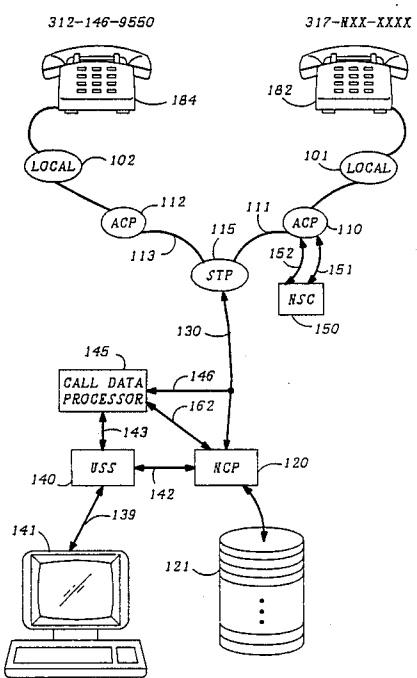 312-146-9550
317-NXX-XXXX
184
182
LOCAL
102
101
LOCAL
ACP
112
113
115
STP
111
ACP
110
152
151
NSC
150
130
145
CALL DATA
PROCESSOR
146
162
143
USS
140
142
NCP
120
139
141
121